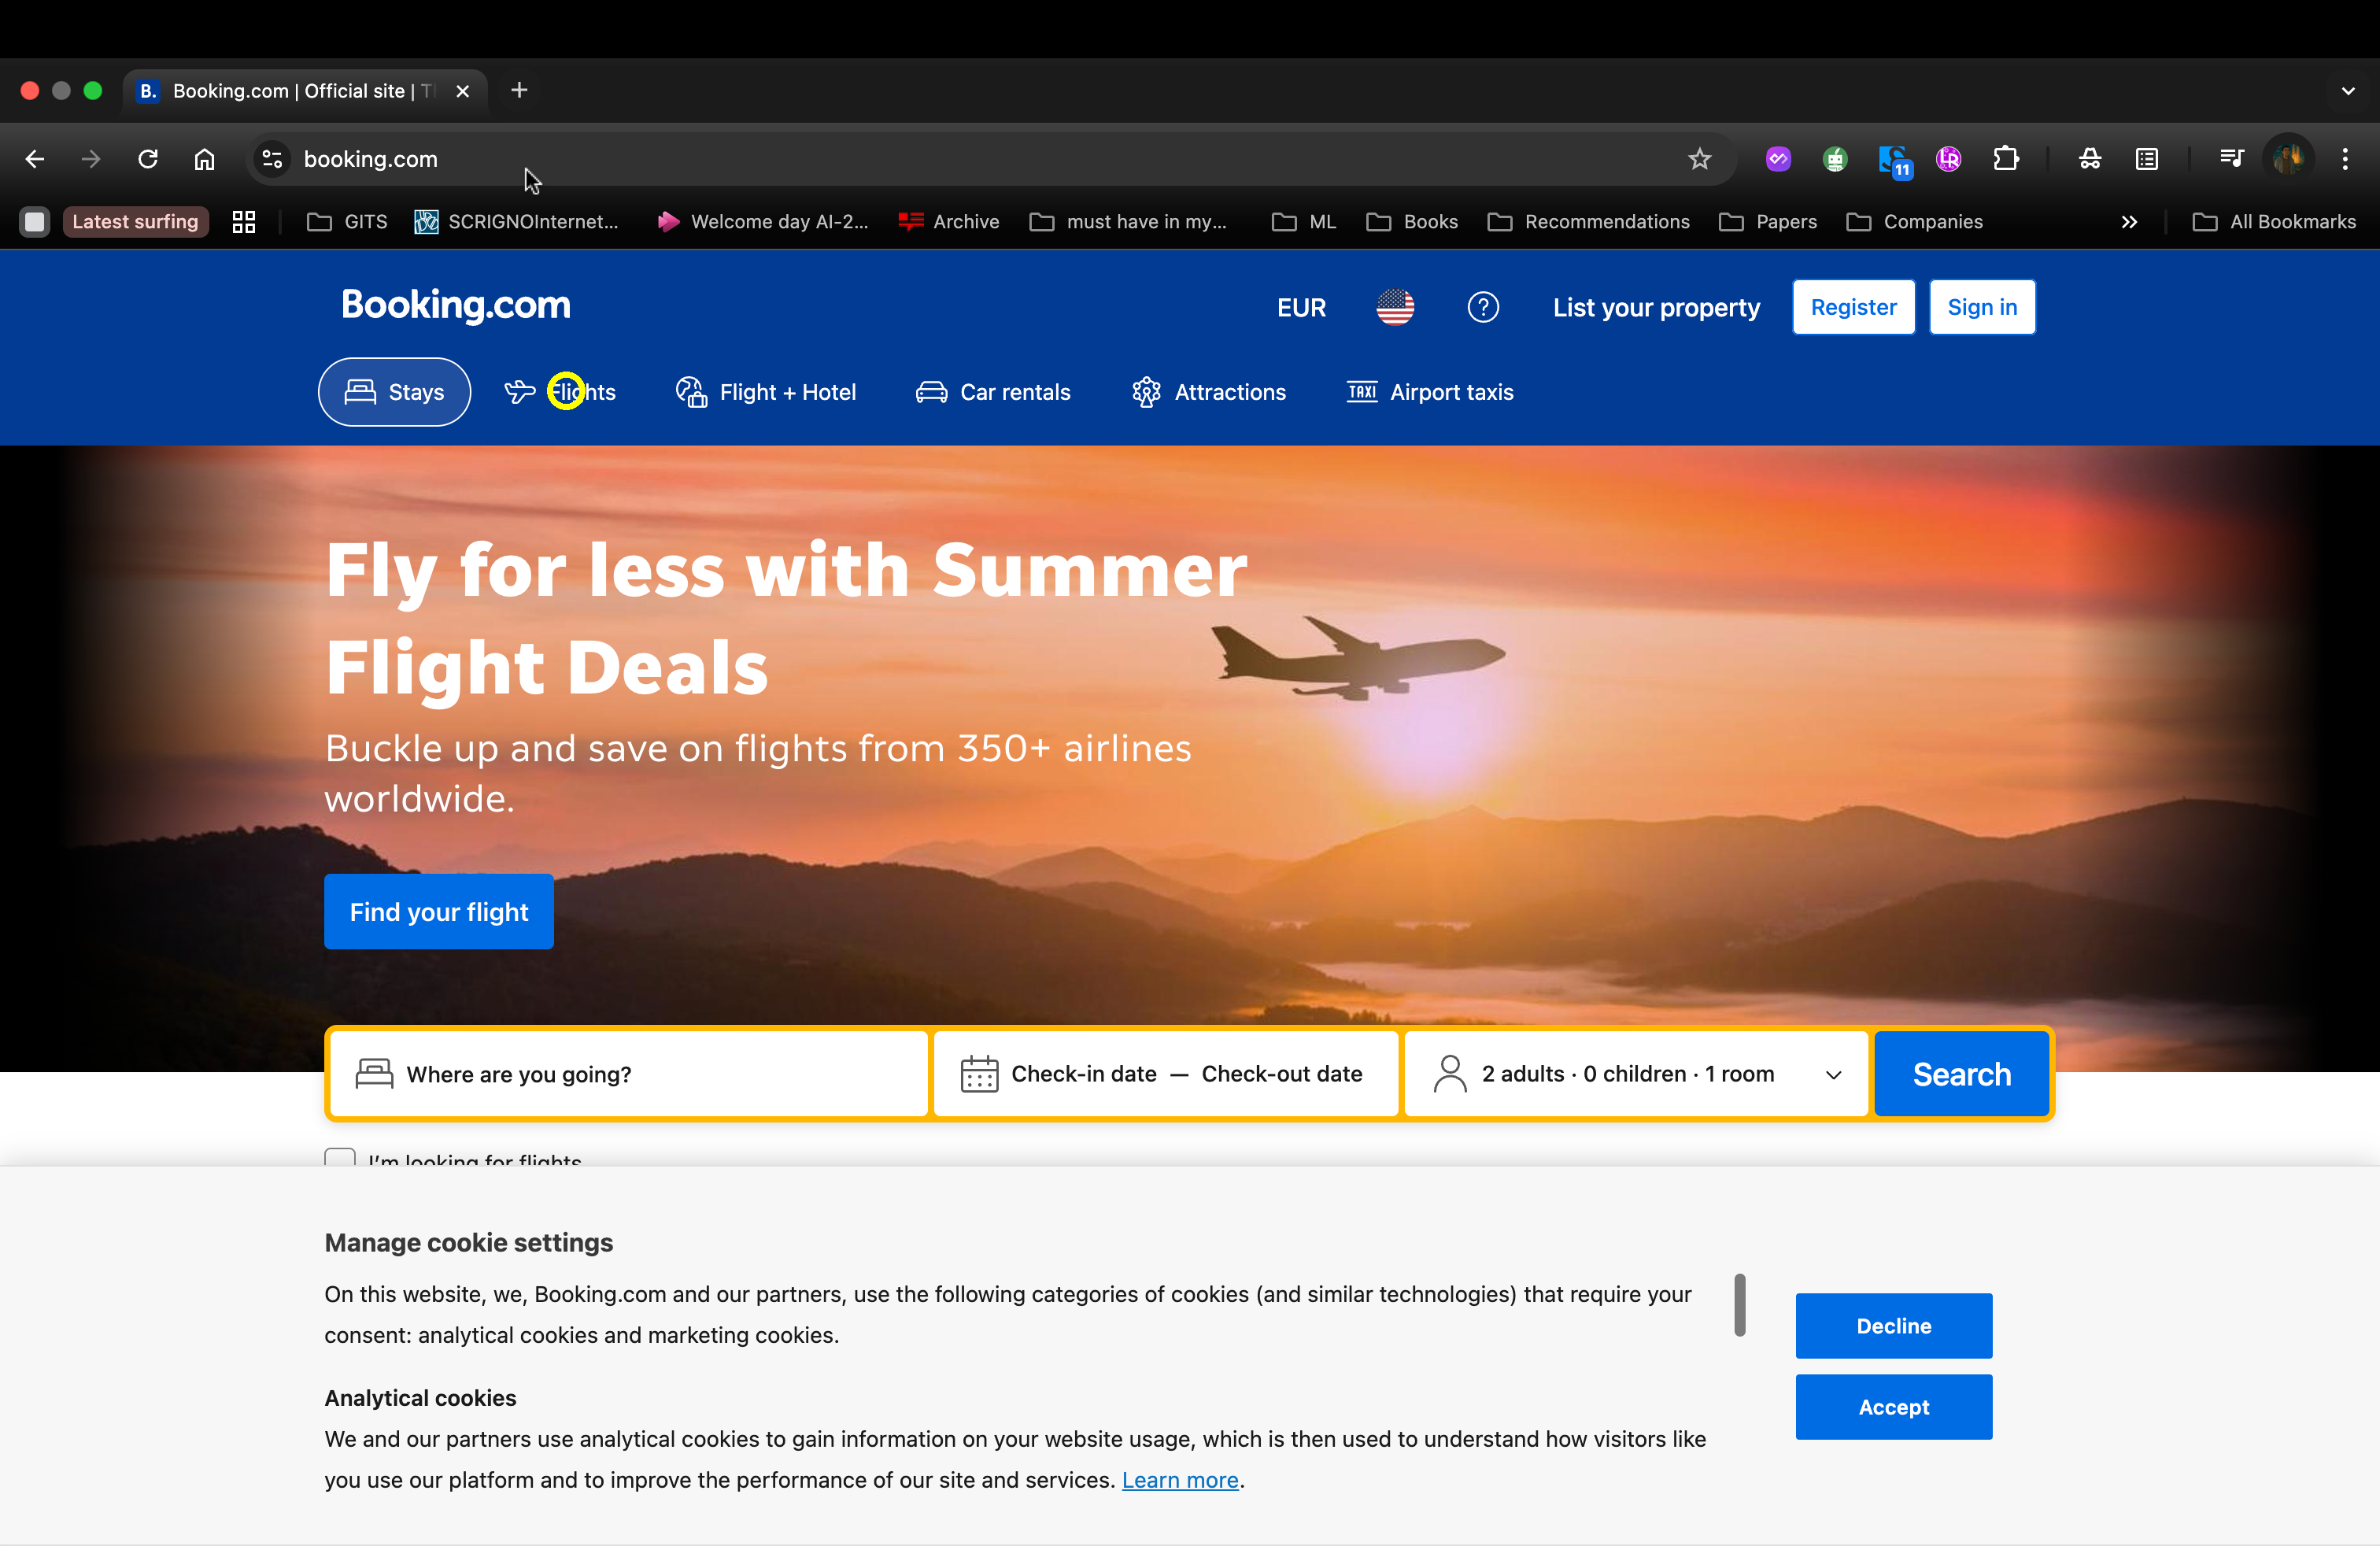 B. Booking.com | Official site | T
booking.com
11
Latest surfing
GITS
SCRIGNOInternet...
Welcome day AI-2...
Archive
must have in my...
ML
Books
Recommendations
Papers
Companies
All Bookmarks
Booking.com
EUR
?
List your property
Register
Sign in
Stays
Flights
Flight + Hotel
Car rentals
Attractions
TAXI Airport taxis
Fly for less with Summer
Flight Deals
Buckle up and save on flights from 350+ airlines
worldwide.
Find your flight
Where are you going?
Check-in date — Check-out date
2 adults · 0 children · 1 room
Search
I'm looking for flights
Manage cookie settings
On this website, we, Booking.com and our partners, use the following categories of cookies (and similar technologies) that require your
consent: analytical cookies and marketing cookies.
Decline
Accept
Analytical cookies
We and our partners use analytical cookies to gain information on your website usage, which is then used to understand how visitors like
you use our platform and to improve the performance of our site and services. Learn more.